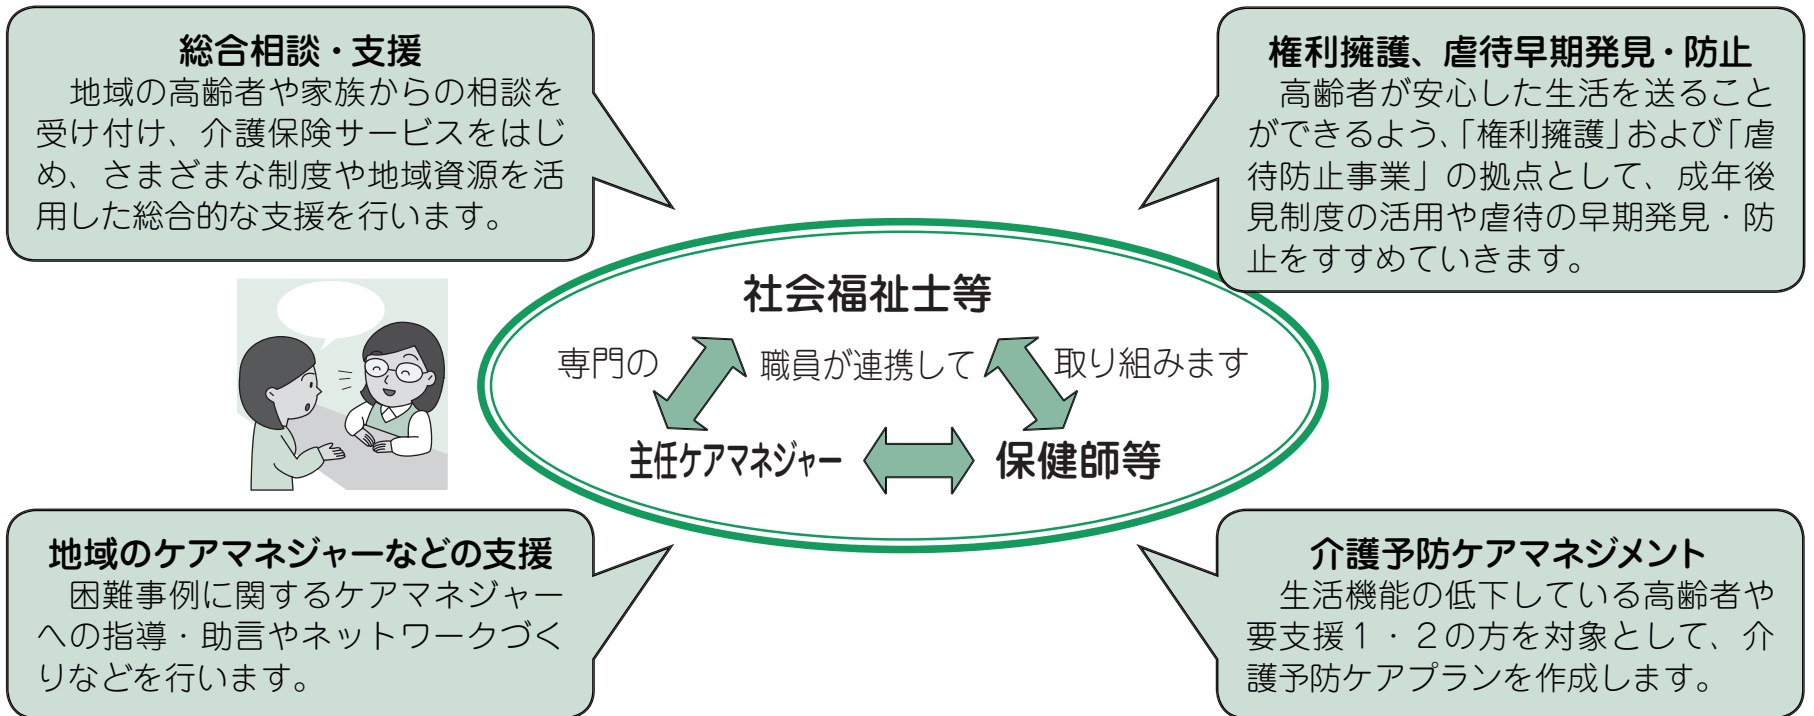 総合相談・支援
地域の高齢者や家族からの相談を
受け付け、介護保険サービスをはじ
め、さまざまな制度や地域資源を活
用した総合的な支援を行います。
権利擁護、虐待早期発見・防止
高齢者が安心した生活を送ること
ができるよう、「権利擁護」および「虐
待防止事業」の拠点として、成年後
見制度の活用や虐待の早期発見・防
止をすすめていきます。
社会福祉士等
専門の 職員が連携して 取り組みます
主任ケアマネジャー 保健師等
地域のケアマネジャーなどの支援
困難事例に関するケアマネジャー
への指導・助言やネットワークづく
りなどを行います。
介護予防ケアマネジメント
生活機能の低下している高齢者や
要支援1・2の方を対象として、介
護予防ケアプランを作成します。